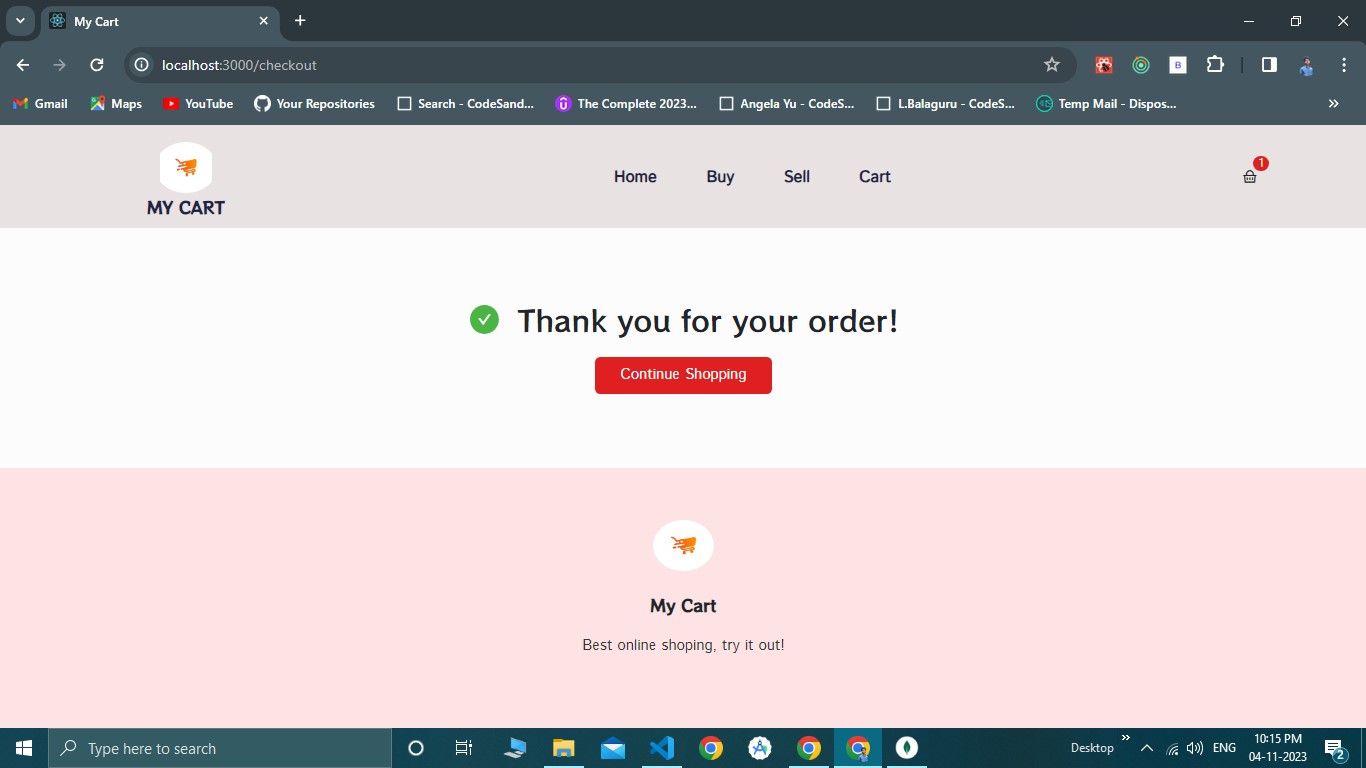 My Cart
localhost:3000/checkout
B
Gmail
Maps
YouTube
Your Repositories
Search - CodeSand...
The Complete 2023...
Angela Yu - CodeS...
L.Balaguru - CodeS...
Temp Mail - Dispos...
»
MY CART
Home
Buy
Sell
Cart
1
Thank you for your order!
Continue Shopping
My Cart
Best online shoping, try it out!
Type here to search
Desktop
»
ENG
10:15 PM
04-11-2023
2